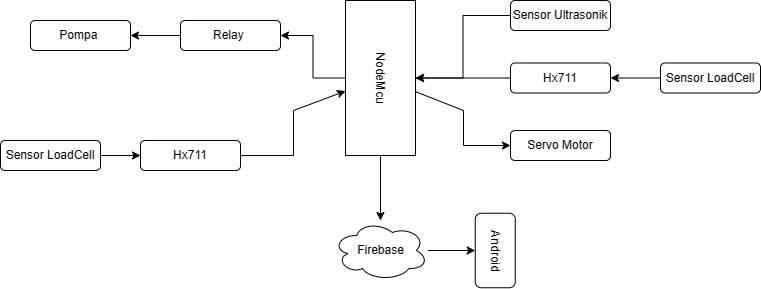 Sensor Ultrasonik
Pompa
Relay
NodeMcu
Hx711
Sensor LoadCell
Sensor LoadCell
Hx711
Servo Motor
Firebase
Android